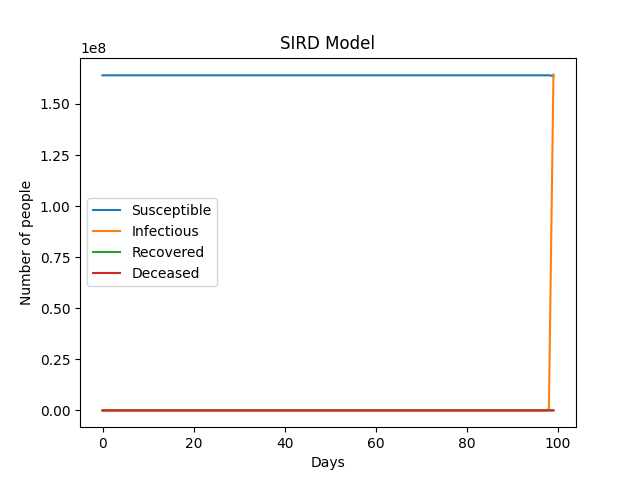 SIRD Model
1e8
1.50
1.25
1.00
0.75
0.50
0.25
0.00
Number of people
Susceptible
Infectious
Recovered
Deceased
0 20 40 60 80 100
Days